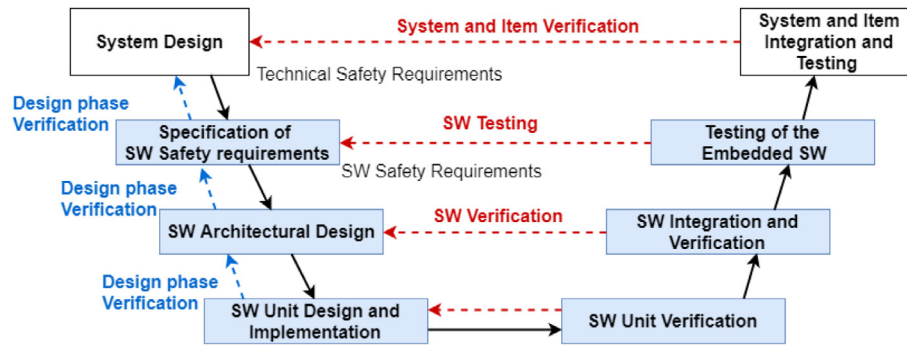 System Design
System and Item Verification
System and Item
Integration and
Testing
Technical Safety Requirements
Design phase
Verification
Specification of
SW Safety requirements
SW Testing
Testing of the
Embedded SW
SW Safety Requirements
Design phase
Verification
SW Architectural Design
SW Verification
SW Integration and
Verification
Design phase
Verification
SW Unit Design and
Implementation
SW Unit Verification